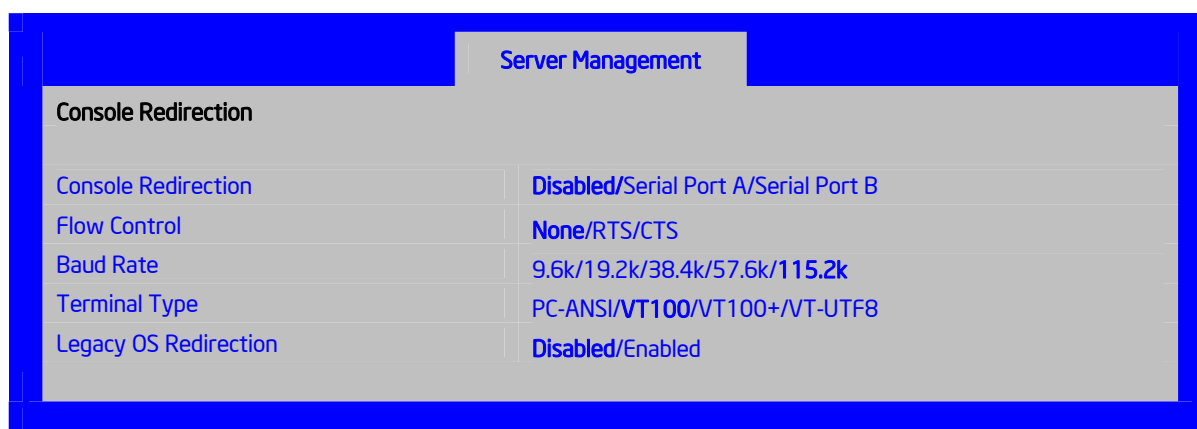 Server Management
Console Redirection
Console Redirection Disabled/Serial Port A/Serial Port B
Flow Control None/RTS/CTS
Baud Rate 9.6k/19.2k/38.4k/57.6k/115.2k
Terminal Type PC-ANSI/VT100/VT100+/VT-UTF8
Legacy OS Redirection Disabled/Enabled